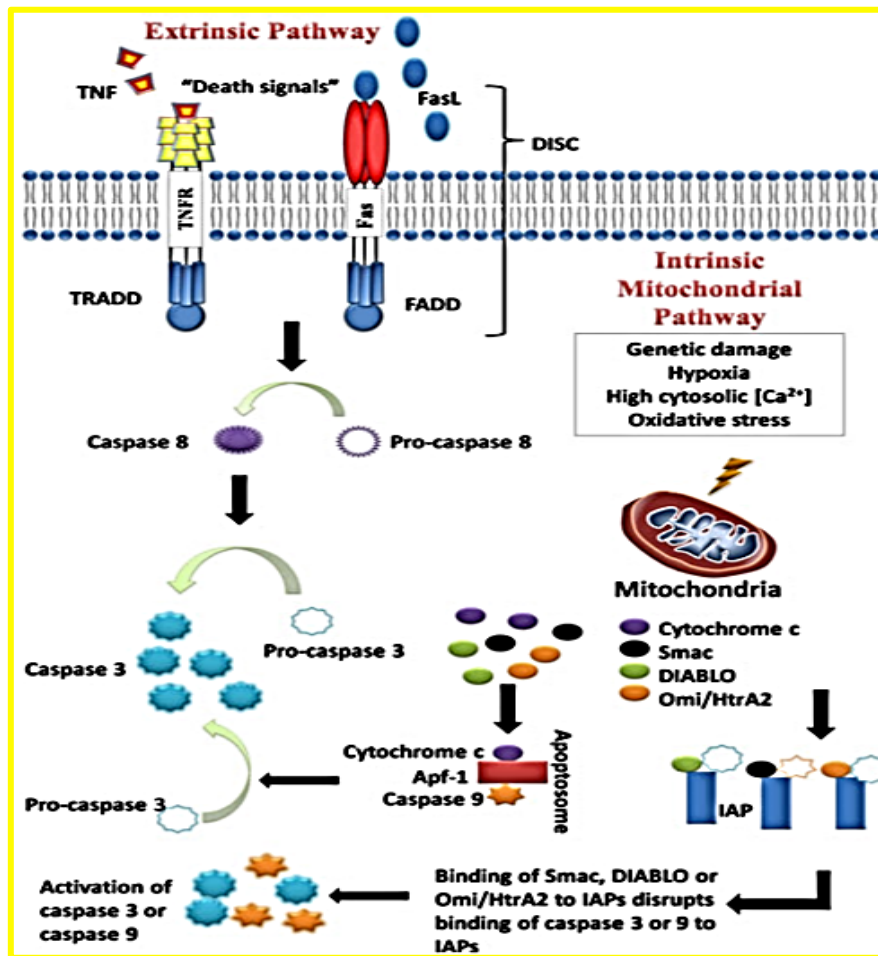 Extrinsic Pathway
TNF
“Death signals”
FasL
DISC
TNFR
Fas
TRADD
FADD
Intrinsic
Mitochondrial
Pathway
Genetic damage
Hypoxia
High cytosolic [Ca²⁺]
Oxidative stress
Caspase 8
Pro-caspase 8
Mitochondria
Cytochrome c
Smac
DIABLO
Omi/HtrA2
Pro-caspase 3
Caspase 3
Cytochrome c
Apf-1
Caspase 9
Apoptosome
Pro-caspase 3
IAP
Binding of Smac, DIABLO or
Omi/HtrA2 to IAPs disrupts
binding of caspase 3 or 9 to
IAPs
Activation of
caspase 3 or
caspase 9